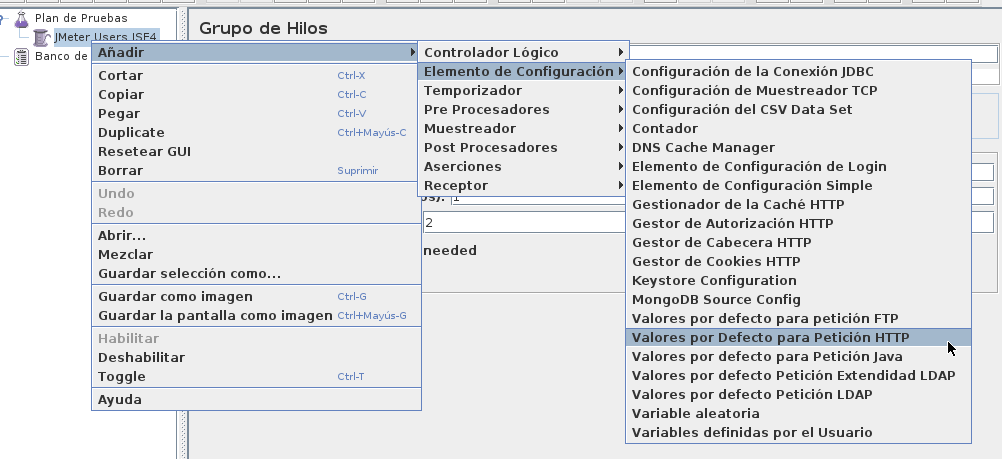 Plan de Pruebas
JMeter Users ISF4
Banco de
Grupo de Hilos
Añadir
Cortar Ctrl-X
Copiar Ctrl-C
Pegar Ctrl-V
Duplicate Ctrl+Mayús-C
Resetear GUI
Borrar Suprimir
Undo
Redo
Abrir...
Mezclar
Guardar selección como...
Guardar como imagen Ctrl-G
Guardar la pantalla como imagen Ctrl+Mayús-G
Habilitar
Deshabilitar
Toggle Ctrl-T
Ayuda
Controlador Lógico
Elemento de Configuración
Temporizador
Pre Procesadores
Muestreador
Post Procesadores
Aserciones
Receptor
os): 1
2
needed
Configuración de la Conexión JDBC
Configuración de Muestreador TCP
Configuración del CSV Data Set
Contador
DNS Cache Manager
Elemento de Configuración de Login
Elemento de Configuración Simple
Gestionador de la Caché HTTP
Gestor de Autorización HTTP
Gestor de Cabecera HTTP
Gestor de Cookies HTTP
Keystore Configuration
MongoDB Source Config
Valores por defecto para petición FTP
Valores por Defecto para Petición HTTP
Valores por defecto para Petición Java
Valores por defecto Petición Extendidad LDAP
Valores por defecto Petición LDAP
Variable aleatoria
Variables definidas por el Usuario